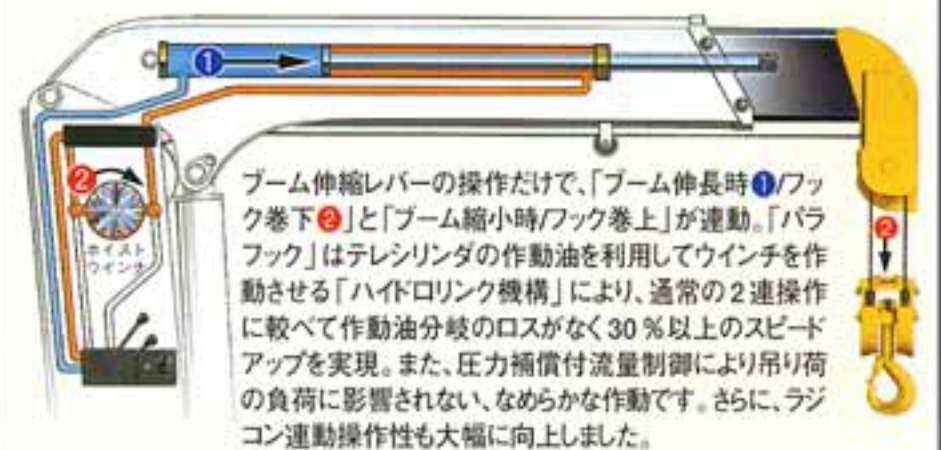 ❶
❷
ホイスト
ウインチ
ブーム伸縮レバーの操作だけで、「ブーム伸長時❶/フッ
ク巻下❷」と「ブーム縮小時/フック巻上」が連動。「パラ
フック」はテレシリンダの作動油を利用してウインチを作
動させる「ハイドロリンク機構」により、通常の2連操作
に較べて作動油分岐のロスがなく30%以上のスピード
アップを実現。また、圧力補償付流量制御により吊り荷
の負荷に影響されない、なめらかな作動です。さらに、ラジ
コン連動操作性も大幅に向上しました。
❷